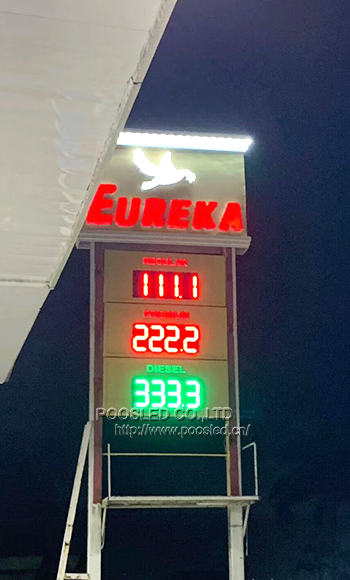 EUREKA
REGULAR
111.1
PREMIUM
222.2
DIESEL
333.3
POOSLED CO.,LTD
http://www.poosled.cn/